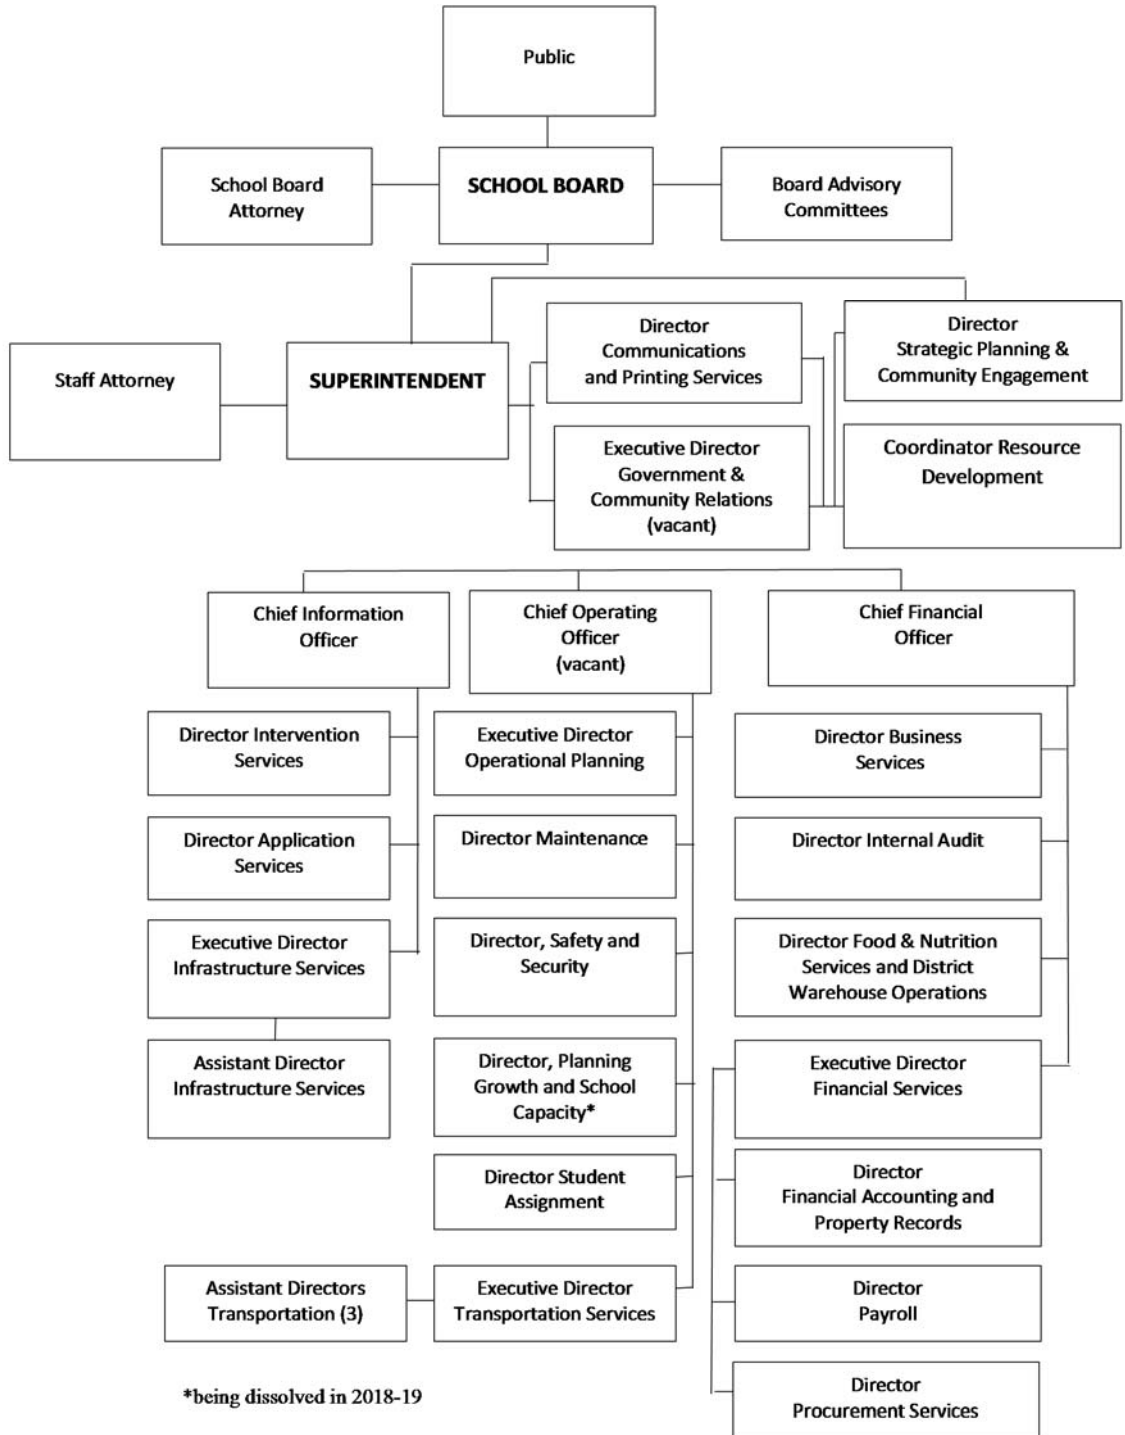 Public
School Board
Attorney
SCHOOL BOARD
Board Advisory
Committees
Staff Attorney
SUPERINTENDENT
Director
Communications
and Printing Services
Director
Strategic Planning &
Community Engagement
Executive Director
Government &
Community Relations
(vacant)
Coordinator Resource
Development
Chief Information
Officer
Chief Operating
Officer
(vacant)
Chief Financial
Officer
Director Intervention
Services
Executive Director
Operational Planning
Director Business
Services
Director Application
Services
Director Maintenance
Director Internal Audit
Executive Director
Infrastructure Services
Director, Safety and
Security
Director Food & Nutrition
Services and District
Warehouse Operations
Assistant Director
Infrastructure Services
Director, Planning
Growth and School
Capacity*
Executive Director
Financial Services
Director Student
Assignment
Director
Financial Accounting and
Property Records
Assistant Directors
Transportation (3)
Executive Director
Transportation Services
Director
Payroll
*being dissolved in 2018-19
Director
Procurement Services